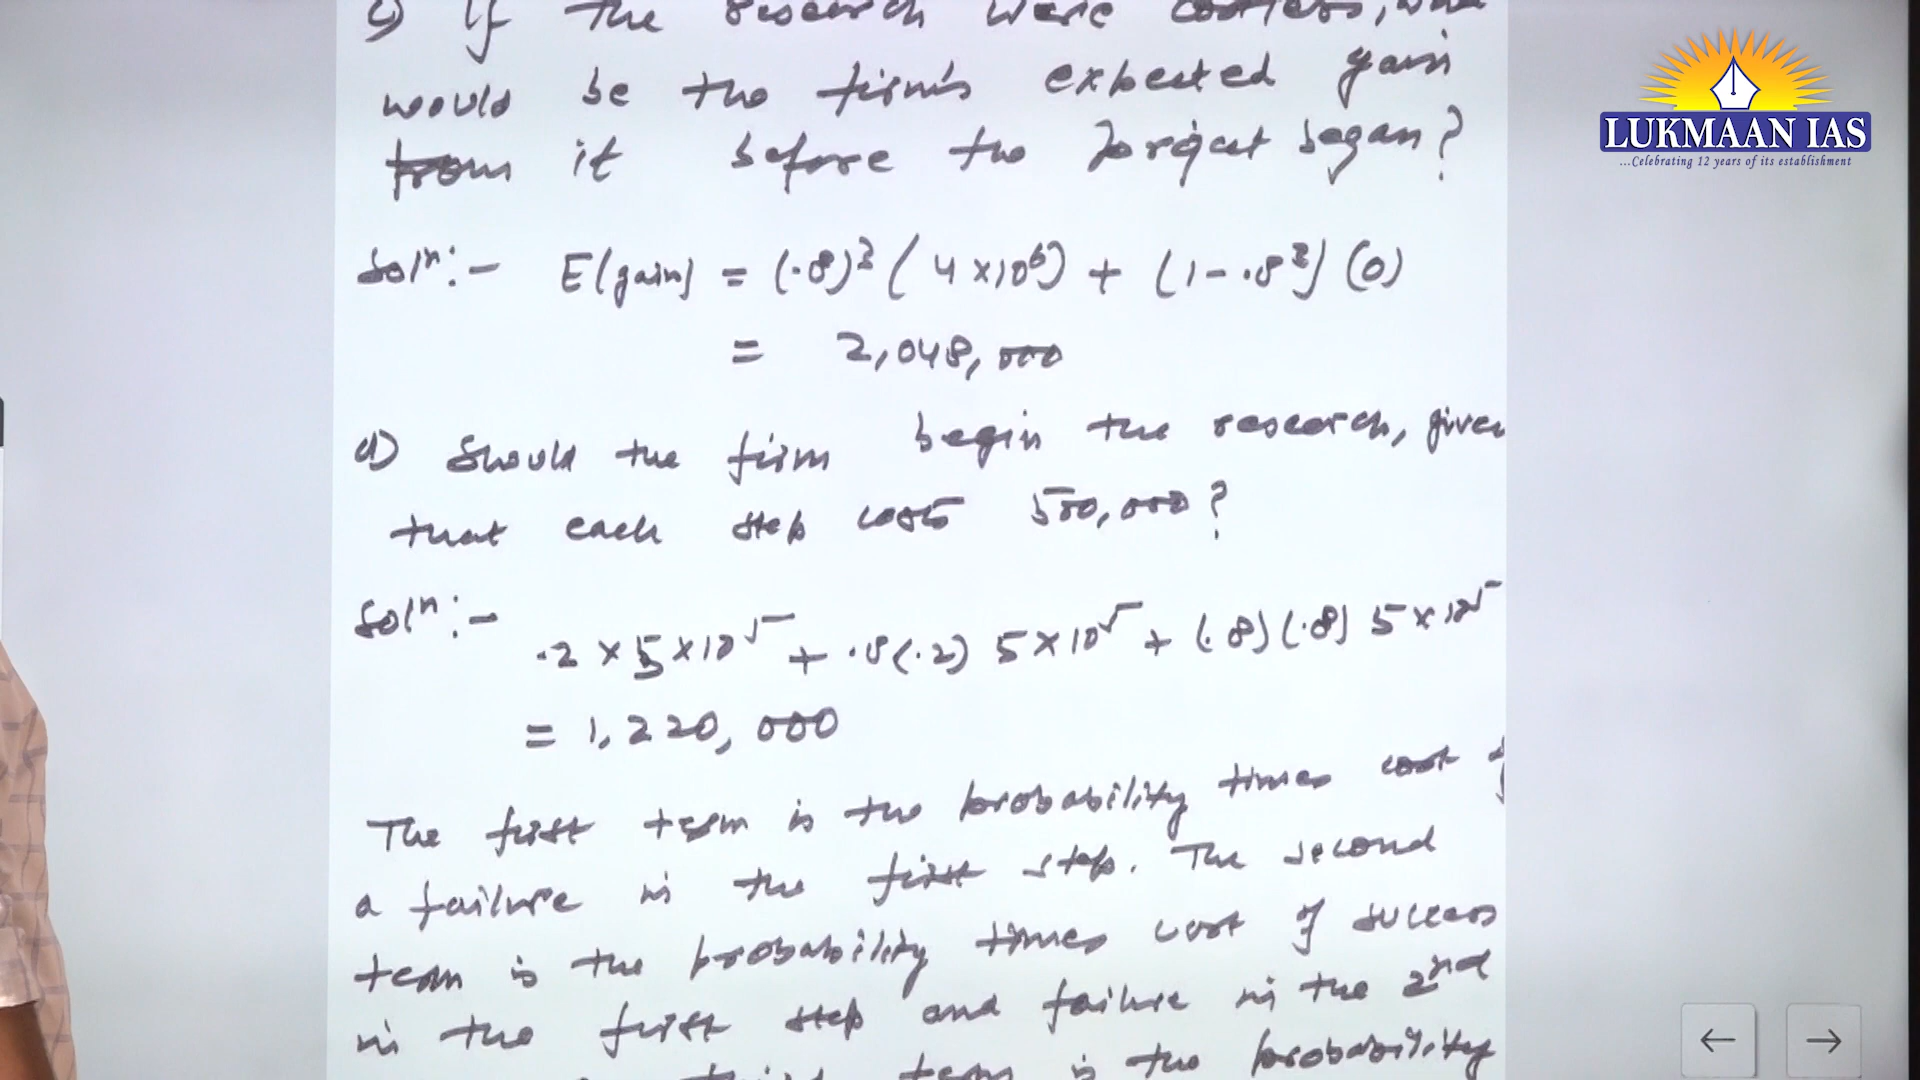 c) If the research were costless, what
would be the firm's expected gain
from it before the project began?
Soln:- E(gain) = (.8)³ (4×10⁶) + (1-.8³) (0)
= 2,048,000
d) Should the firm begin the research, given
that each step costs 500,000?
Soln:- .2 × 5 × 10⁵ + .8(.2) 5×10⁵ + (.8)(.8) 5×10⁵
= 1,220,000
The first term is the probability times cost of
a failure in the first step. The second
term is the probability times cost of success
in the first step and failure in the 2nd
third term is the probability
LUKMAAN IAS
...Celebrating 12 years of its establishment